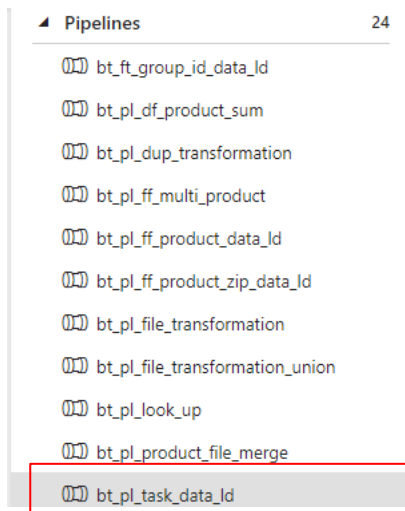 Pipelines 24
bt_ft_group_id_data_ld
bt_pl_df_product_sum
bt_pl_dup_transformation
bt_pl_ff_multi_product
bt_pl_ff_product_data_ld
bt_pl_ff_product_zip_data_ld
bt_pl_file_transformation
bt_pl_file_transformation_union
bt_pl_look_up
bt_pl_product_file_merge
bt_pl_task_data_ld